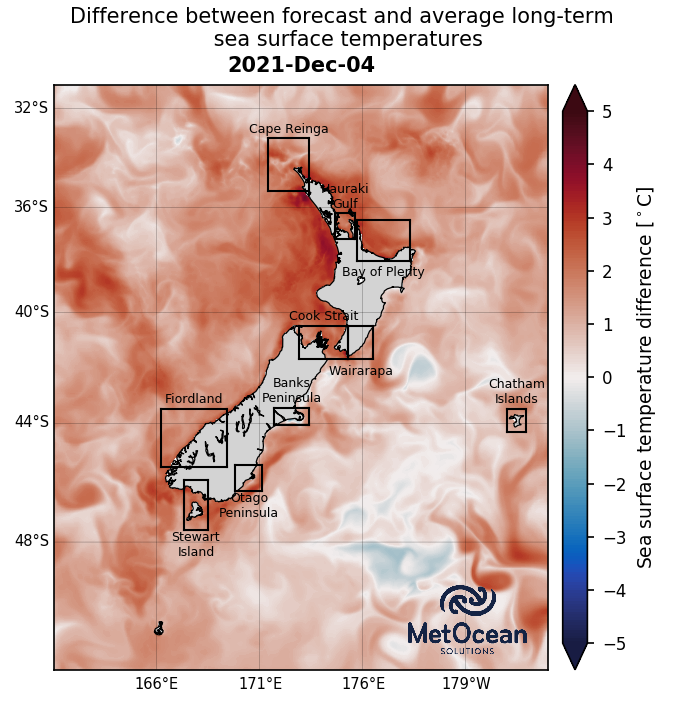 Difference between forecast and average long-term
sea surface temperatures
2021-Dec-04
32°S
36°S
40°S
44°S
48°S
Cape Reinga
Hauraki
Gulf
Bay of Plenty
Cook Strait
Wairarapa
Banks
Peninsula
Fiordland
Chatham
Islands
Otago
Peninsula
Stewart
Island
MetOcean
SOLUTIONS
166°E
171°E
176°E
179°W
5
4
3
2
1
0
−1
−2
−3
−4
−5
Sea surface temperature difference [°C]